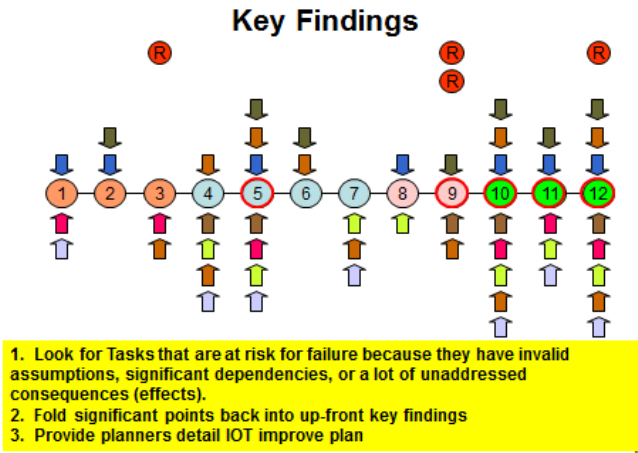 Key Findings
R R R
R
1 2 3 4 5 6 7 8 9 10 11 12
1. Look for Tasks that are at risk for failure because they have invalid
assumptions, significant dependencies, or a lot of unaddressed
consequences (effects).
2. Fold significant points back into up-front key findings
3. Provide planners detail IOT improve plan